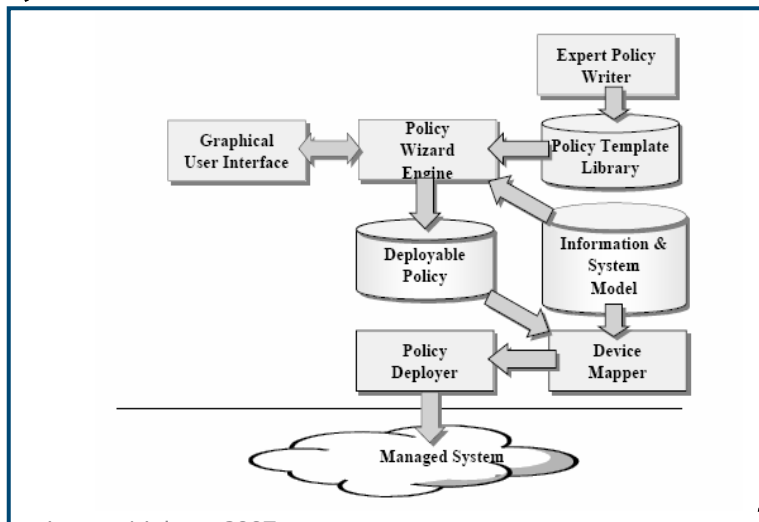 Expert Policy
Writer
Graphical
User Interface
Policy
Wizard
Engine
Policy Template
Library
Deployable
Policy
Information &
System
Model
Policy
Deployer
Device
Mapper
Managed System